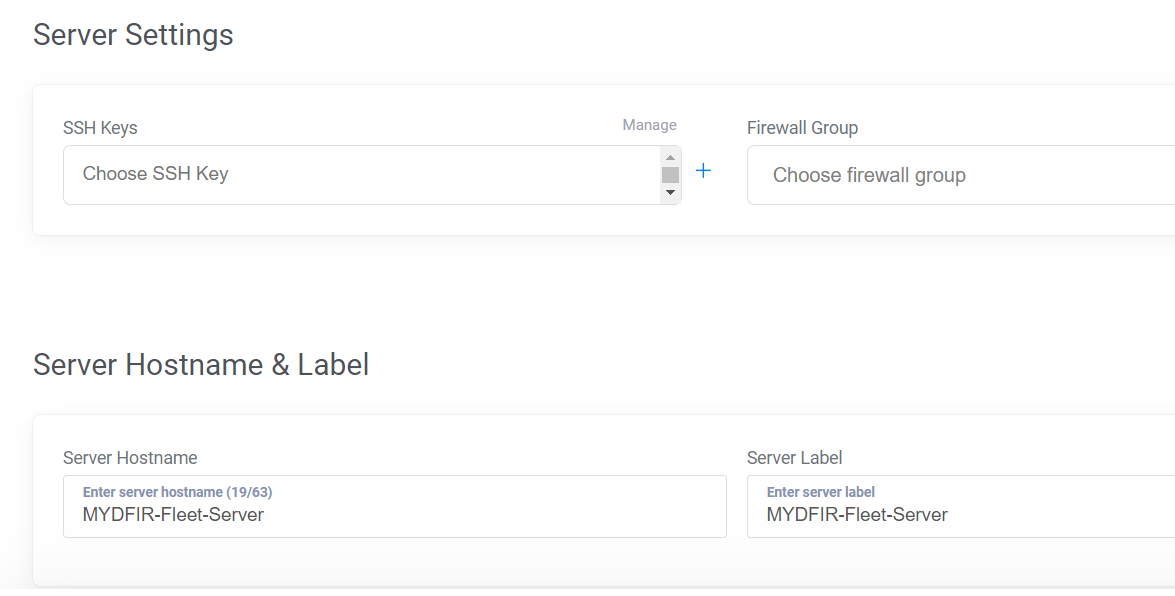 Server Settings
SSH Keys
Manage
Firewall Group
Choose SSH Key
Choose firewall group
Server Hostname & Label
Server Hostname
Server Label
Enter server hostname (19/63)
MYDFIR-Fleet-Server
Enter server label
MYDFIR-Fleet-Server